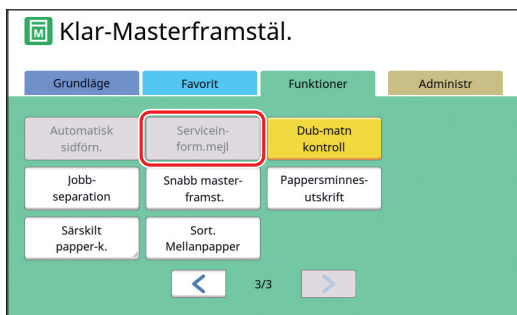 M Klar-Masterframstäl.
Grundläge Favorit Funktioner Administr
Automatisk
sidförn.
Servicein-
form.mejl
Dub-matn
kontroll
Jobb-
separation
Snabb master-
framst.
Pappersminnes-
utskrift
Särskilt
papper-k.
Sort.
Mellanpapper
3/3